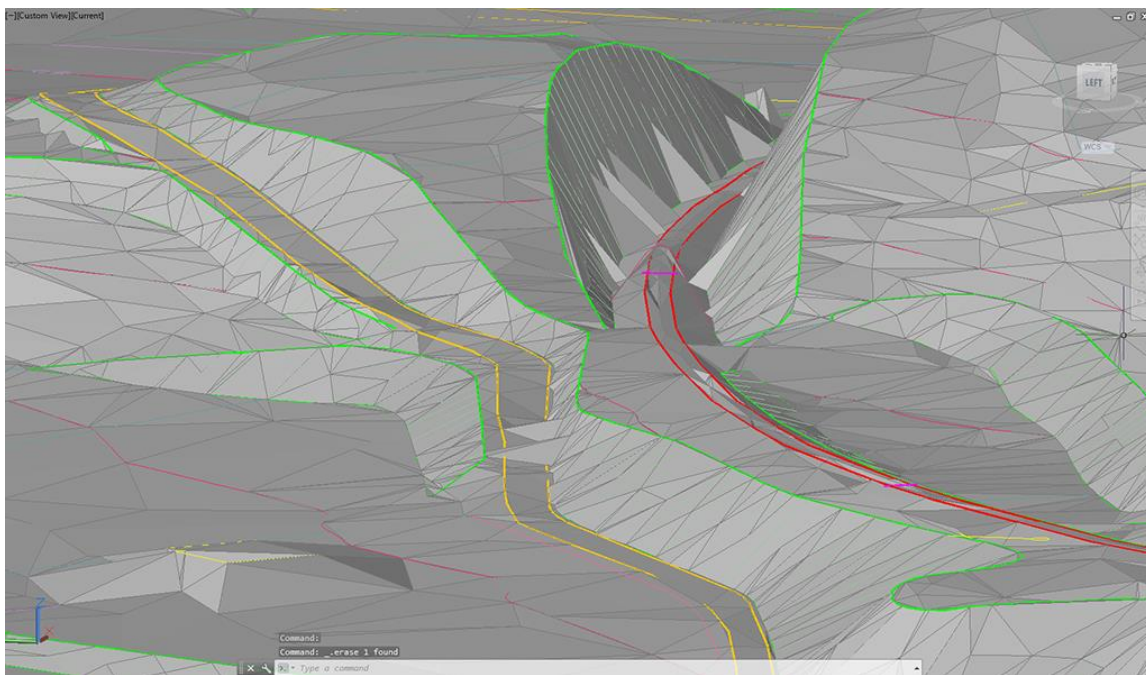 [−][Custom View][Current]
LEFT
WCS
Z
X
Command:
Command: _.erase 1 found
Type a command